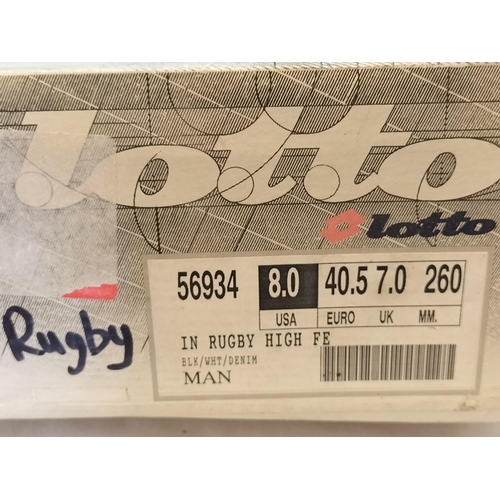 lotto
lotto
56934 8.0 40.5 7.0 260
USA EURO UK MM.
IN RUGBY HIGH FE
BLK/WHT/DENIM
MAN
Rugby